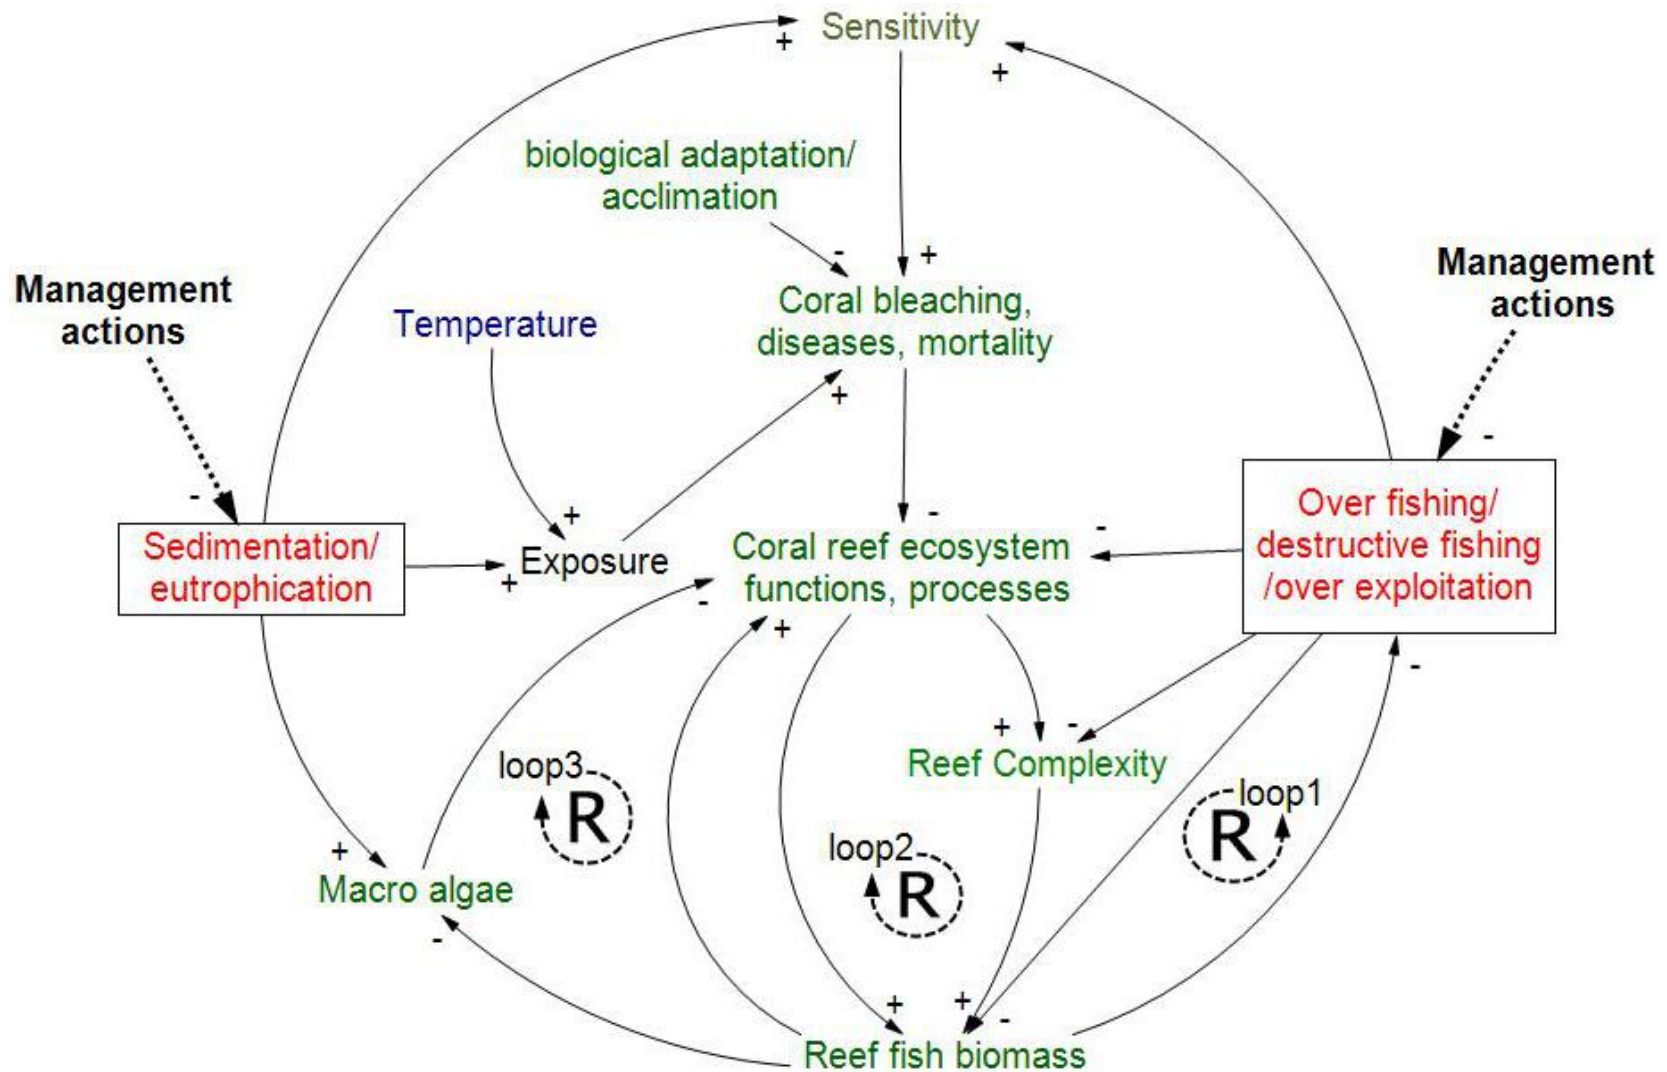 Sensitivity
+
+
biological adaptation/
acclimation
-
+
Management
actions
Management
actions
Coral bleaching,
diseases, mortality
Temperature
+
-
-
+
Sedimentation/
eutrophication
+
Exposure
-
Coral reef ecosystem
functions, processes
-
+
-
Over fishing/
destructive fishing
/over exploitation
-
+
-
Reef Complexity
loop3
R
loop1
R
loop2
R
+
Macro algae
-
+
+
-
Reef fish biomass